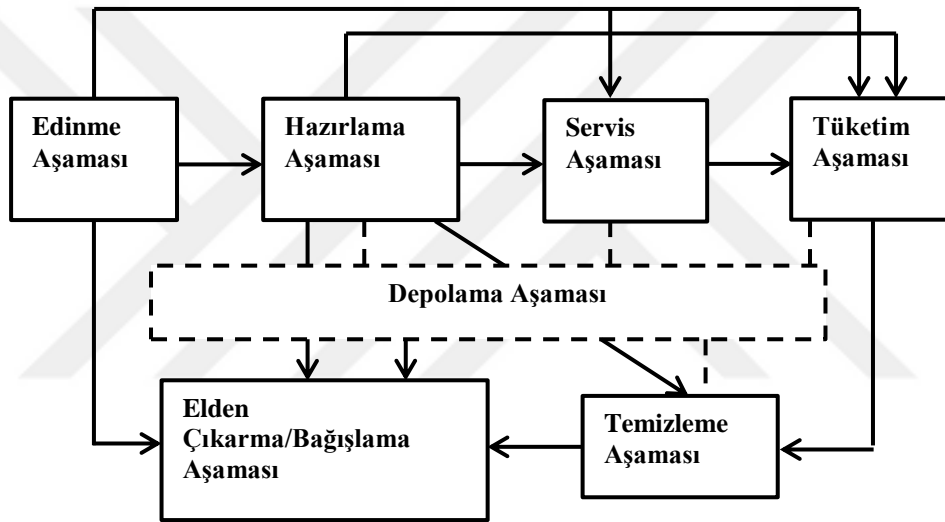 Edinme
Aşaması
Hazırlama
Aşaması
Servis
Aşaması
Tüketim
Aşaması
Depolama Aşaması
Elden
Çıkarma/Bağışlama
Aşaması
Temizleme
Aşaması